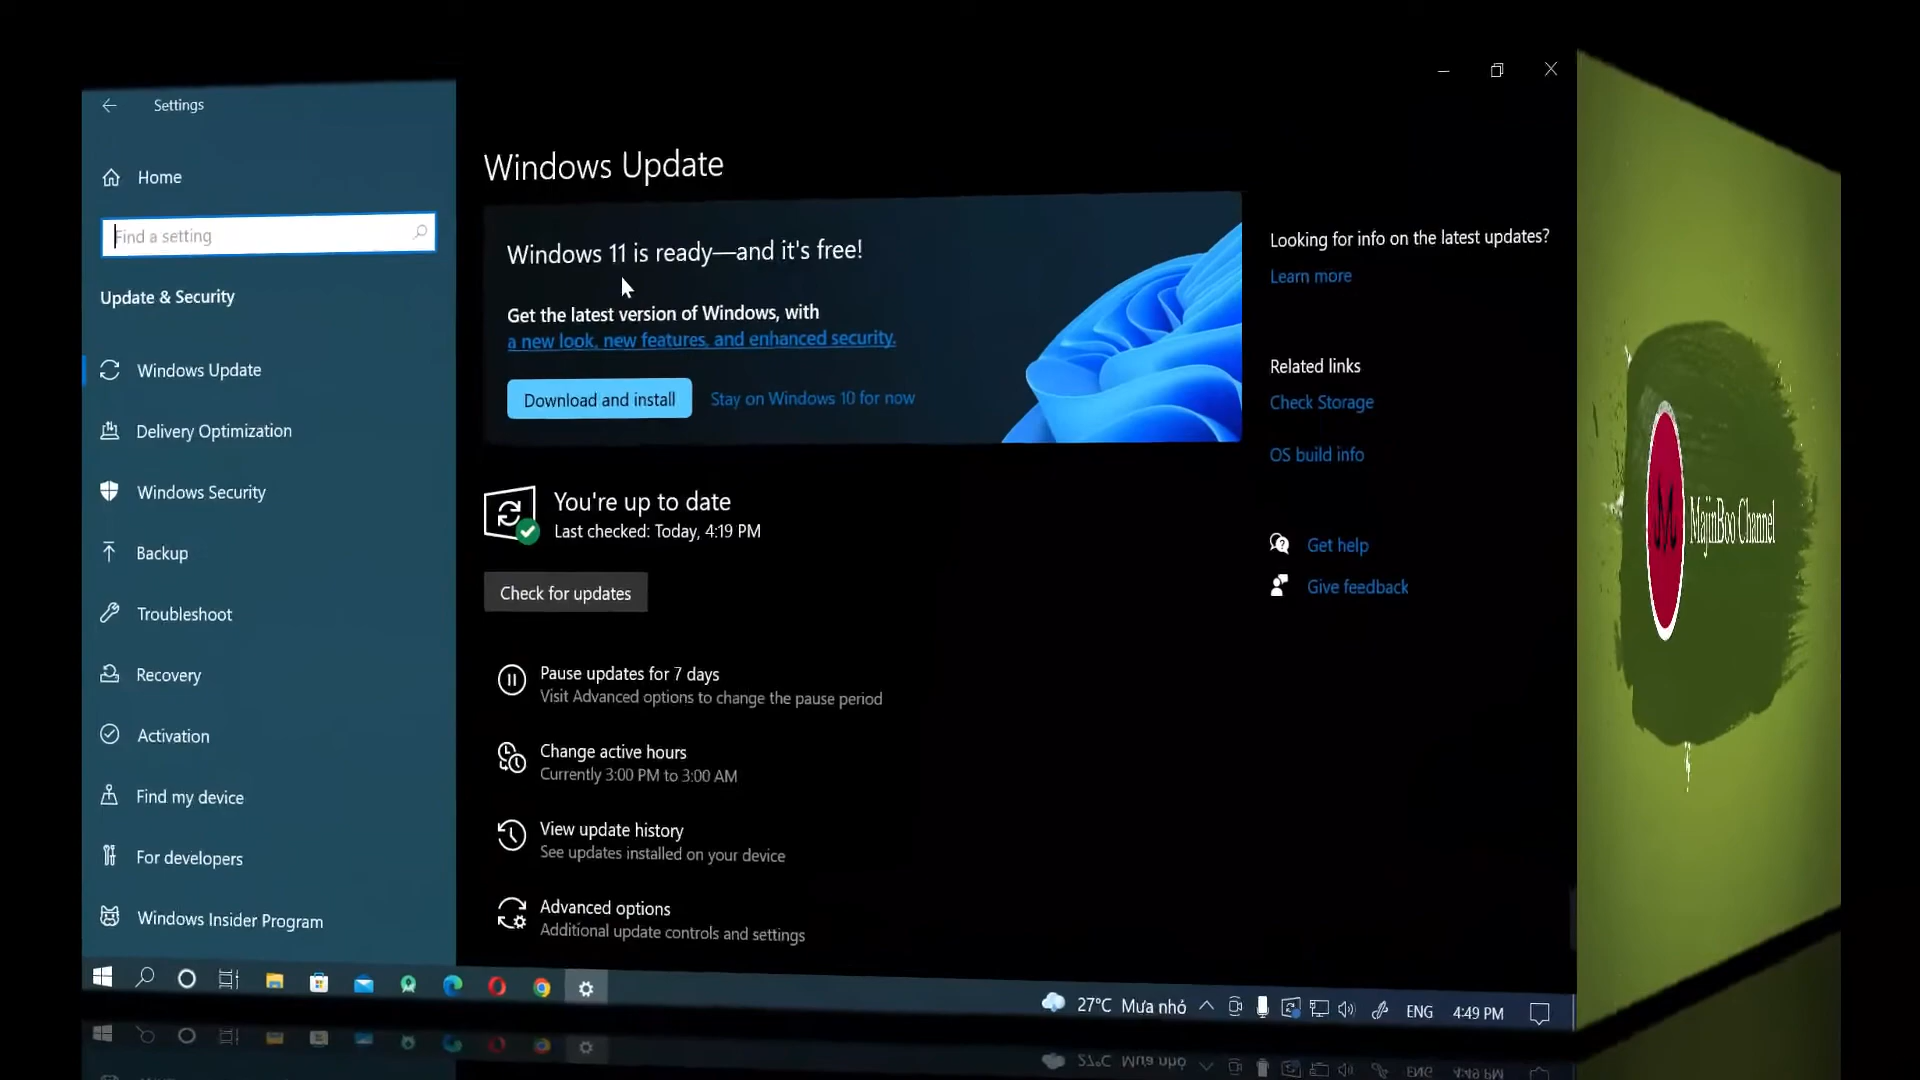 Settings
Home
Find a setting
Update & Security
Windows Update
Delivery Optimization
Windows Security
Backup
Troubleshoot
Recovery
Activation
Find my device
For developers
Windows Insider Program
Windows Update
Windows 11 is ready—and it's free!
Get the latest version of Windows, with
a new look, new features, and enhanced security.
Download and install
Stay on Windows 10 for now
You're up to date
Last checked: Today, 4:19 PM
Check for updates
Pause updates for 7 days
Visit Advanced options to change the pause period
Change active hours
Currently 3:00 PM to 3:00 AM
View update history
See updates installed on your device
Advanced options
Additional update controls and settings
Looking for info on the latest updates?
Learn more
Related links
Check Storage
OS build info
Get help
Give feedback
27°C Mưa nhỏ
ENG
4:49 PM
M
MajinBoo Channel